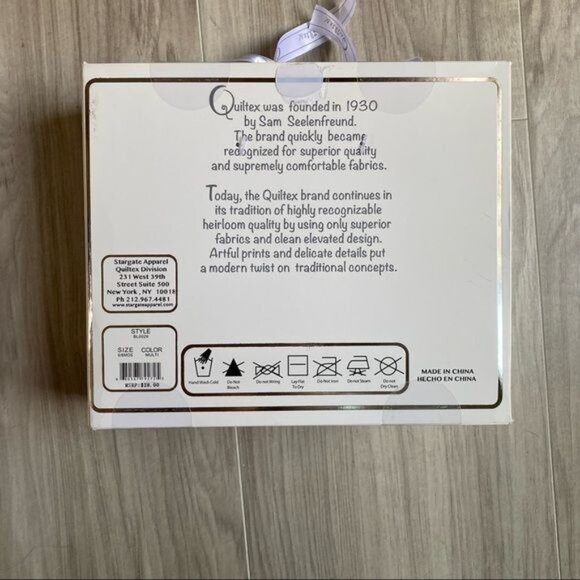 Quiltex was founded in 1930
by Sam Seelenfreund.
The brand quickly became
recognized for superior quality
and supremely comfortable fabrics.
Today, the Quiltex brand continues in
its tradition of highly recognizable
heirloom quality by using only superior
fabrics and clean elevated design.
Artful prints and delicate details put
a modern twist on traditional concepts.
Stargate Apparel
Quiltex Division
231 West 39th
Street Suite 500
New York , NY 10018
Ph 212.967.4481
www.stargateapparel.com
STYLE
SIZE COLOR
MULTI
MSRP:$28.00
Hand Wash Cold
Do Not
Bleach
Do not Wring
Lay Flat
To Dry
Do Not Iron
Do not Steam
Do not
Dry Clean
MADE IN CHINA
HECHO EN CHINA